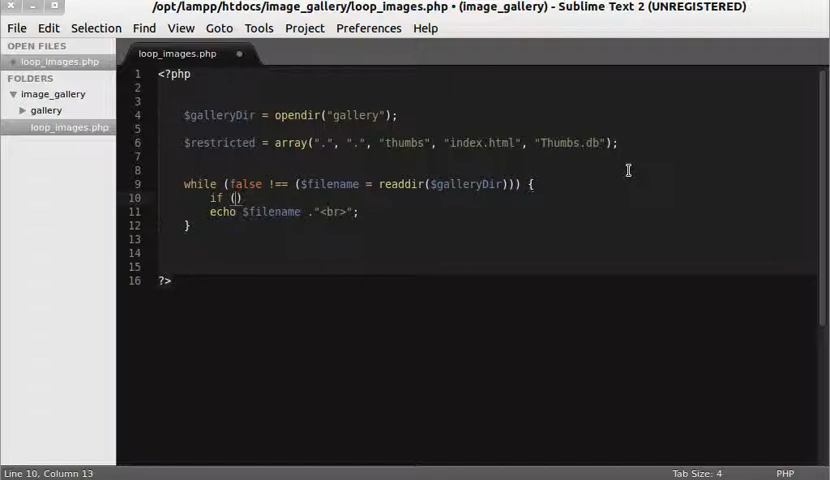 /opt/lampp/htdocs/image_gallery/loop_images.php • (image_gallery) - Sublime Text 2 (UNREGISTERED)
File Edit Selection Find View Goto Tools Project Preferences Help
OPEN FILES
loop_images.php
FOLDERS
image_gallery
gallery
loop_images.php
loop_images.php
1 <?php
2
3
4 $galleryDir = opendir("gallery");
5
6 $restricted = array(".", ".", "thumbs", "index.html", "Thumbs.db");
7
8
9 while (false !== ($filename = readdir($galleryDir))) {
10 if ()
11 echo $filename ."<br>";
12 }
13
14
15
16 ?>
Line 10, Column 13 Tab Size: 4 PHP